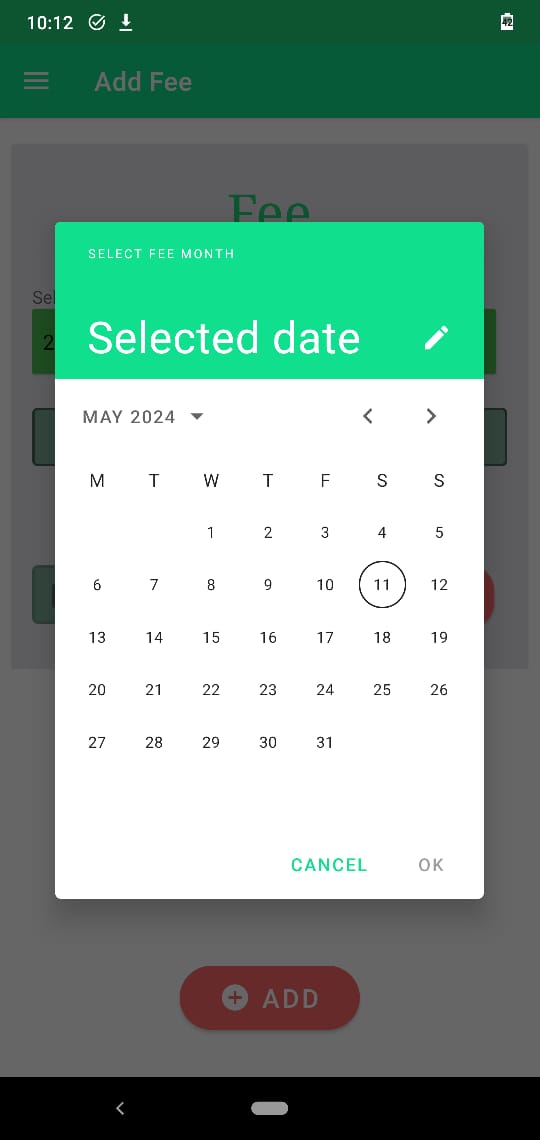 10:12
42
Add Fee
Fee
SELECT FEE MONTH
Sel
Selected date
2
MAY 2024
M T W T F S S
1 2 3 4 5
6 7 8 9 10 11 12
13 14 15 16 17 18 19
20 21 22 23 24 25 26
27 28 29 30 31
CANCEL OK
ADD